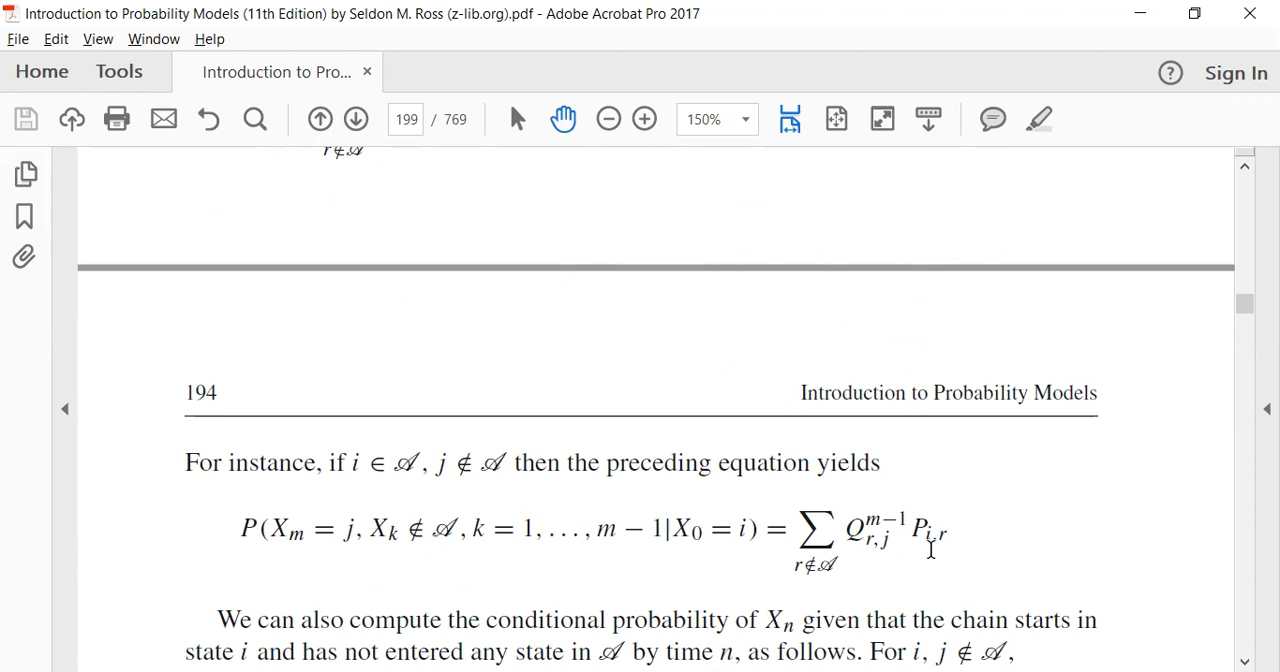 Introduction to Probability Models (11th Edition) by Seldon M. Ross (z-lib.org).pdf - Adobe Acrobat Pro 2017
File Edit View Window Help
Home Tools Introduction to Pro... × ? Sign In
199 / 769 150%
r ∉ 𝒜
194 Introduction to Probability Models
For instance, if i ∈ 𝒜, j ∉ 𝒜 then the preceding equation yields
P(X_m = j, X_k ∉ 𝒜, k = 1, . . . , m − 1|X_0 = i) = ∑_{r∉𝒜} Q^{m−1}_{r,j} P_{i,r}
We can also compute the conditional probability of X_n given that the chain starts in
state i and has not entered any state in 𝒜 by time n, as follows. For i, j ∉ 𝒜,